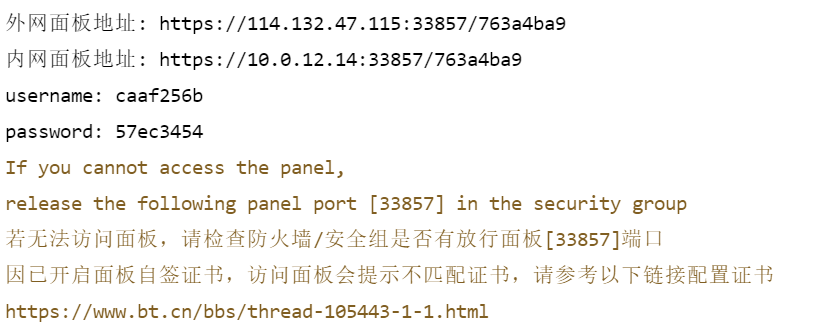 外网面板地址: https://114.132.47.115:33857/763a4ba9
内网面板地址: https://10.0.12.14:33857/763a4ba9
username: caaf256b
password: 57ec3454
If you cannot access the panel,
release the following panel port [33857] in the security group
若无法访问面板，请检查防火墙/安全组是否有放行面板[33857]端口
因已开启面板自签证书，访问面板会提示不匹配证书，请参考以下链接配置证书
https://www.bt.cn/bbs/thread-105443-1-1.html